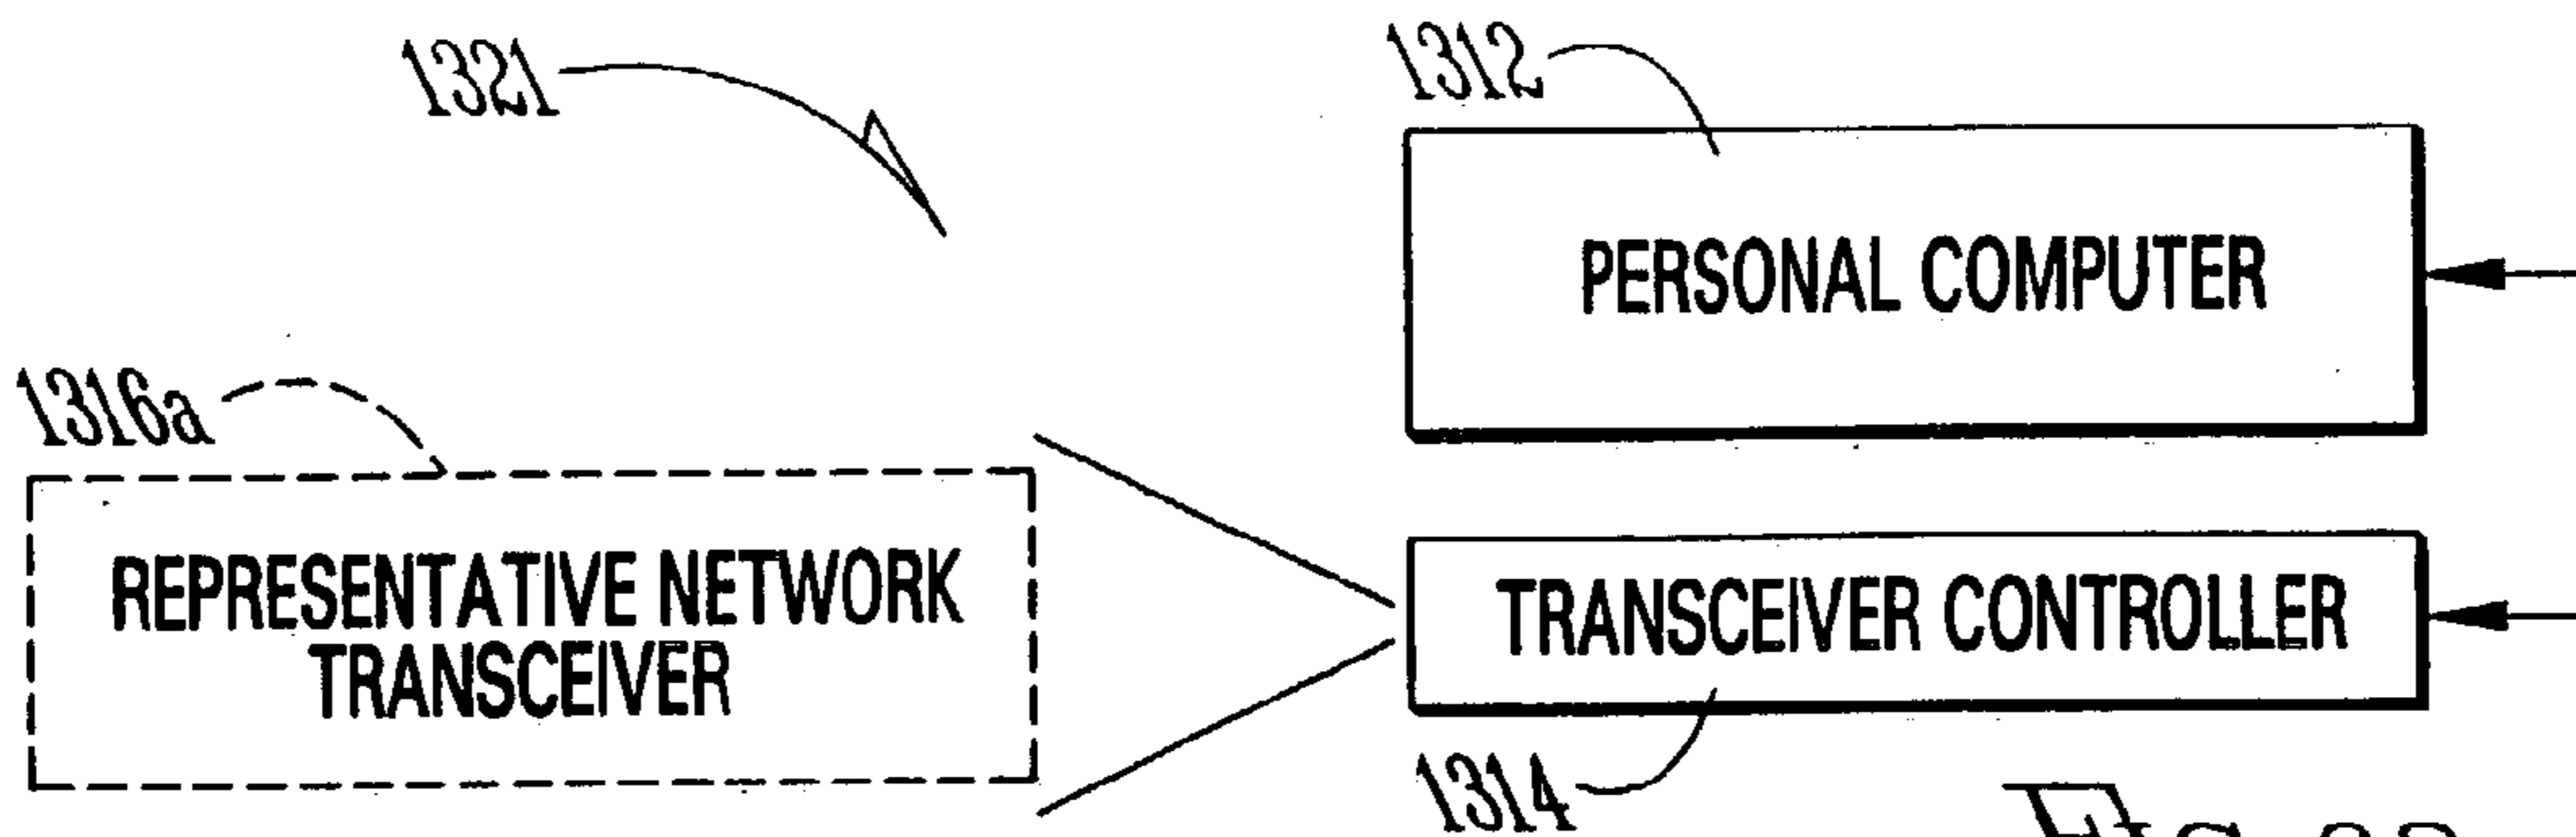 1321
1312
PERSONAL COMPUTER
1316a
REPRESENTATIVE NETWORK
TRANSCEIVER
TRANSCEIVER CONTROLLER
1314